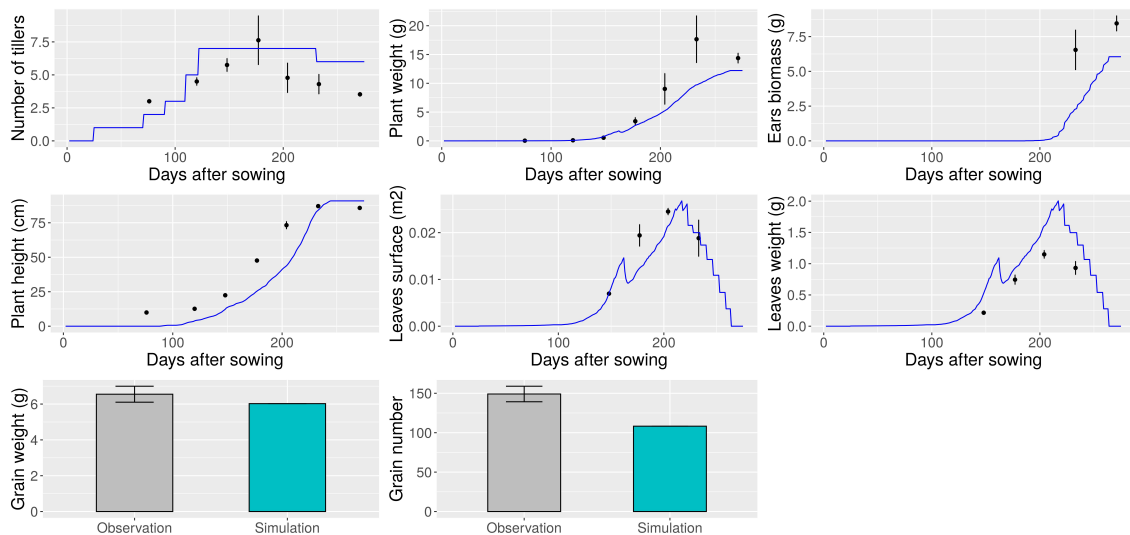 Number of tillers
7.5
5.0
2.5
0.0
0 100 200
Days after sowing
Plant weight (g)
20
15
10
5
0
0 100 200
Days after sowing
Ears biomass (g)
7.5
5.0
2.5
0.0
0 100 200
Days after sowing
Plant height (cm)
75
50
25
0
0 100 200
Days after sowing
Leaves surface (m2)
0.02
0.01
0.00
0 100 200
Days after sowing
Leaves weight (g)
2.0
1.5
1.0
0.5
0.0
0 100 200
Days after sowing
Grain weight (g)
6
4
2
0
Observation Simulation
Grain number
150
100
50
0
Observation Simulation